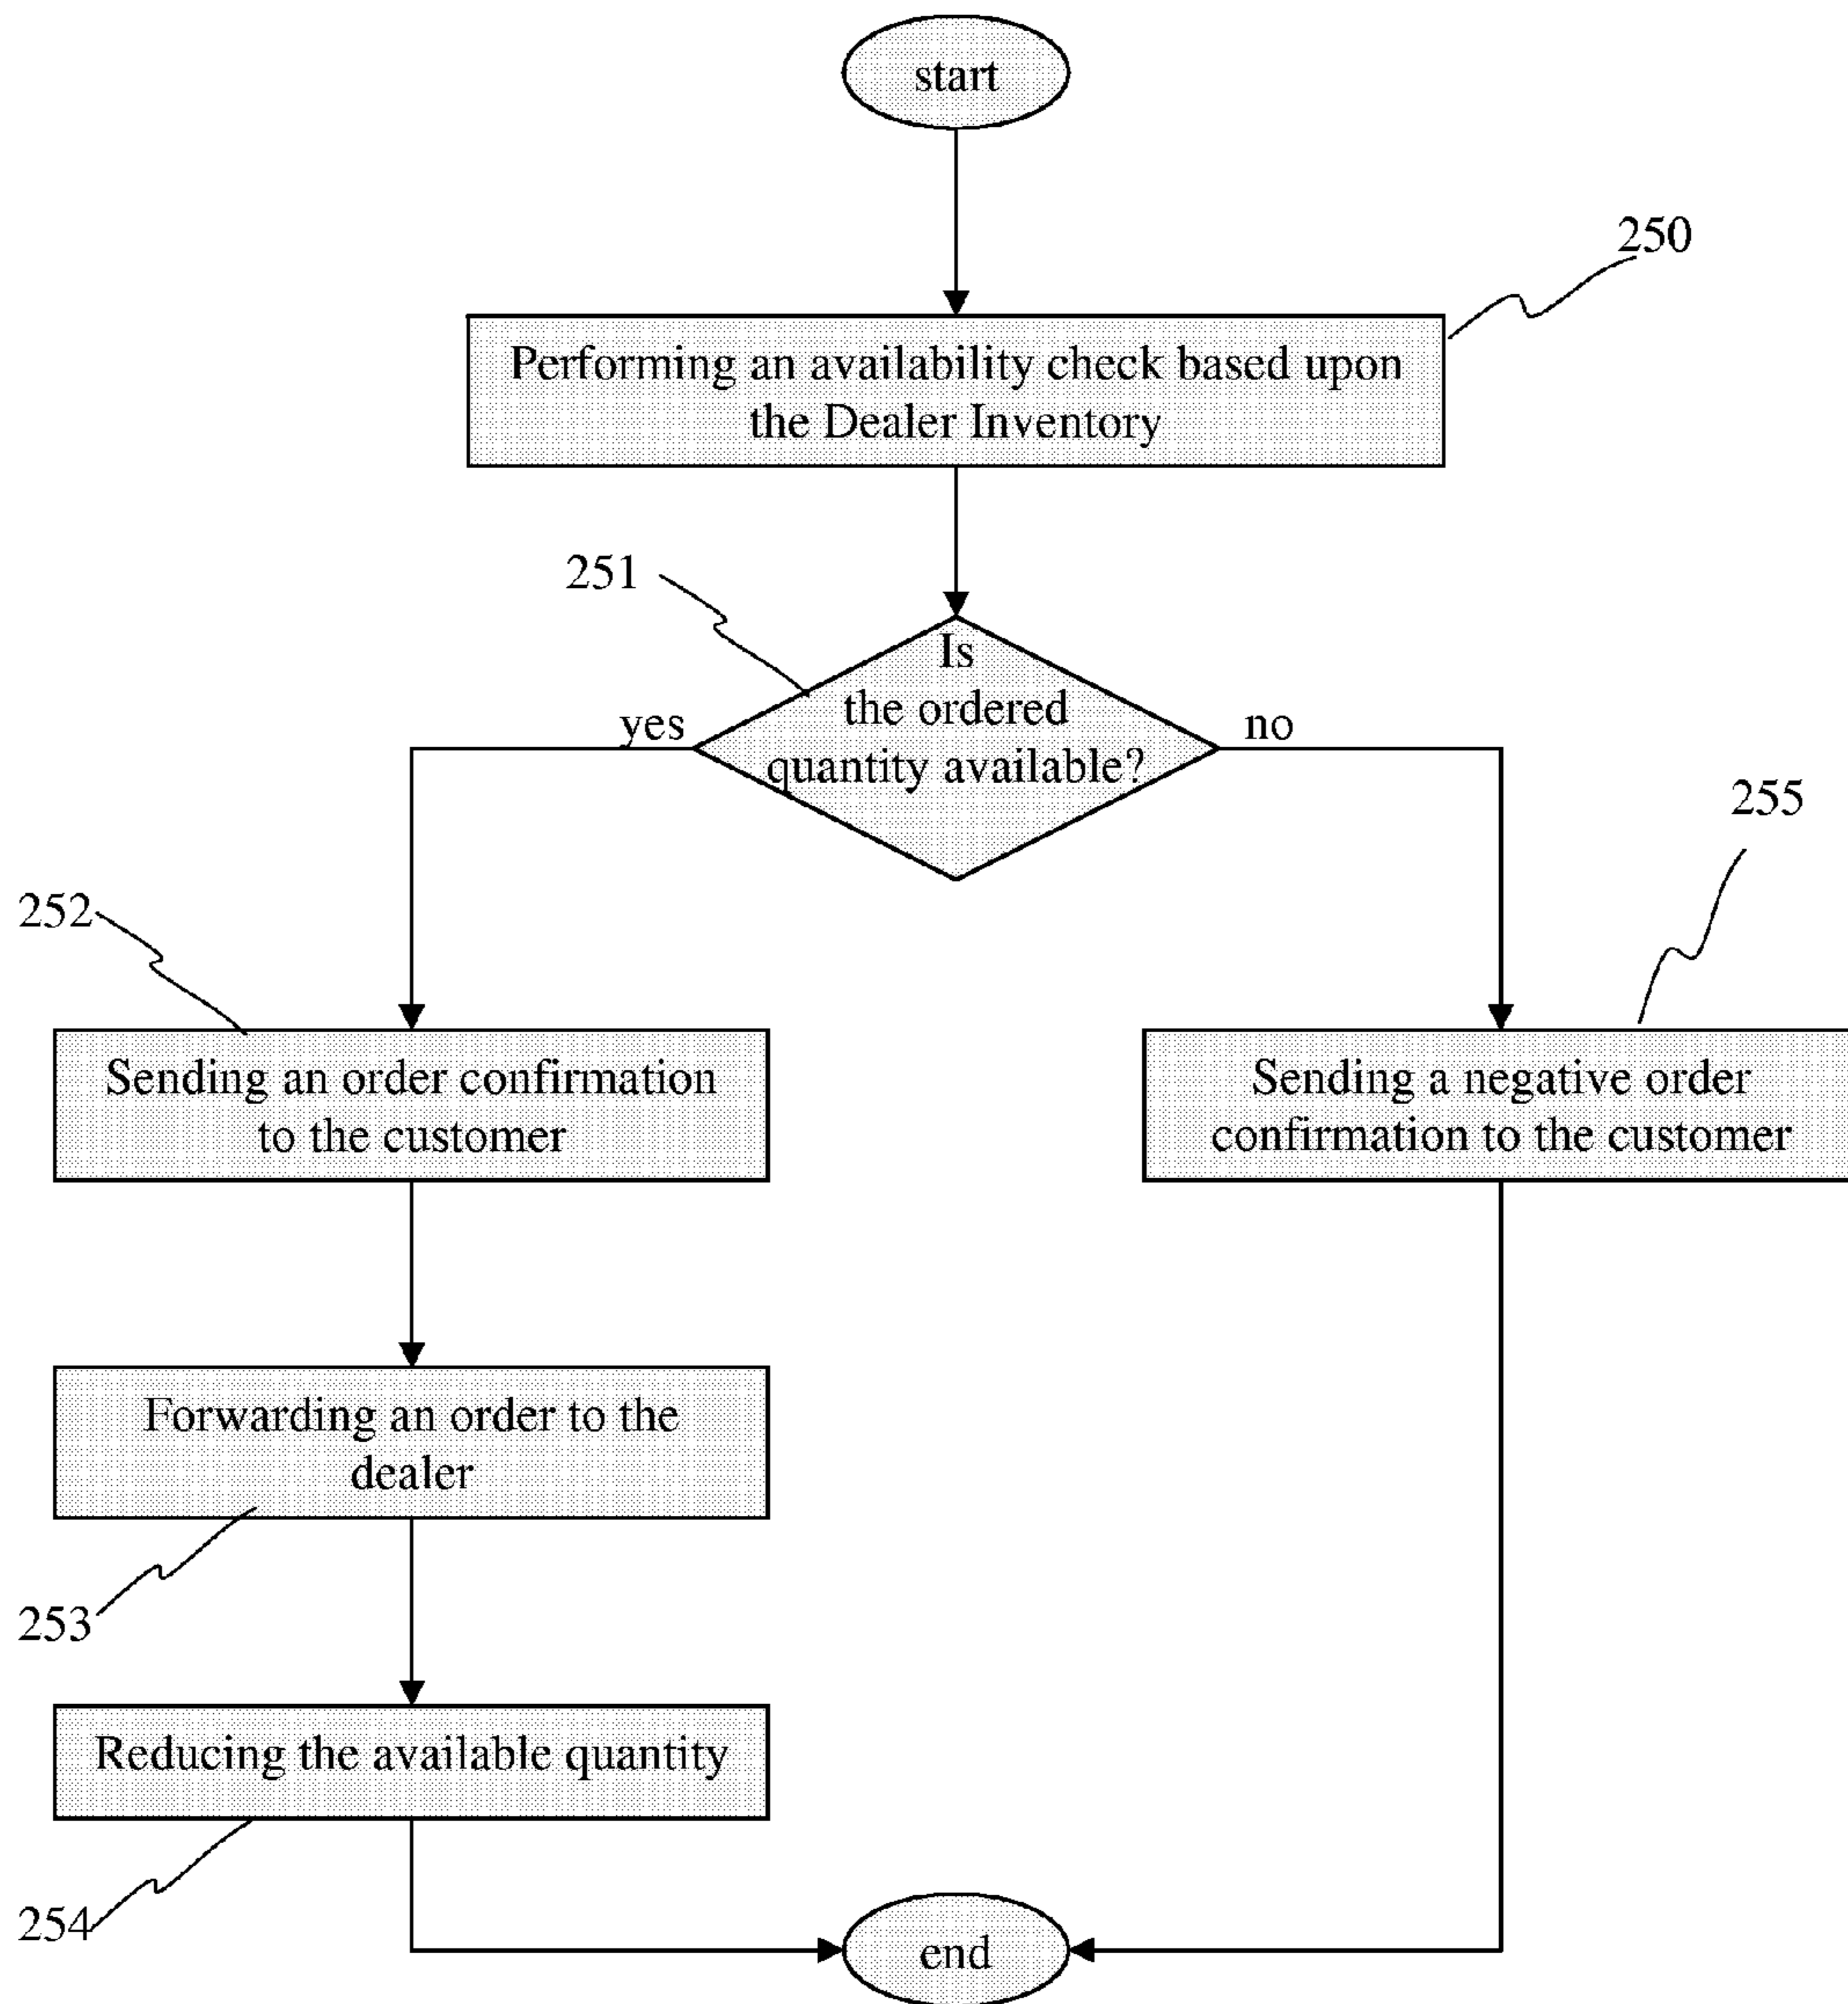 start
250
Performing an availability check based upon
the Dealer Inventory
251
Is
the ordered
quantity available?
yes
no
255
252
Sending an order confirmation
to the customer
Sending a negative order
confirmation to the customer
Forwarding an order to the
dealer
253
Reducing the available quantity
254
end